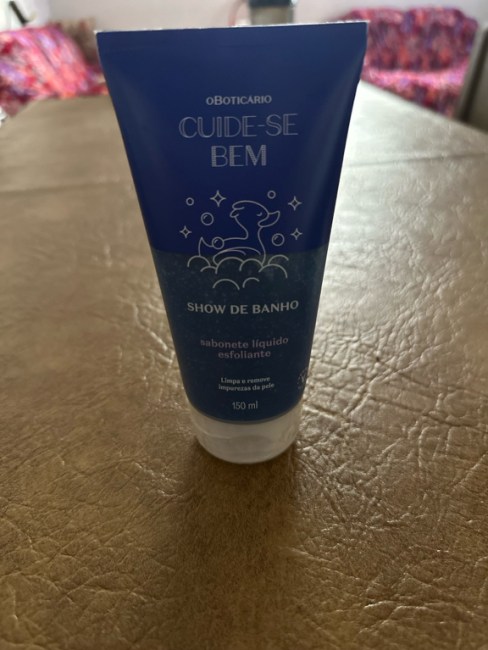 oBOTICÁRIO
CUIDE-SE
BEM
SHOW DE BANHO
sabonete líquido
esfoliante
Limpa e remove
impurezas da pele
150 ml